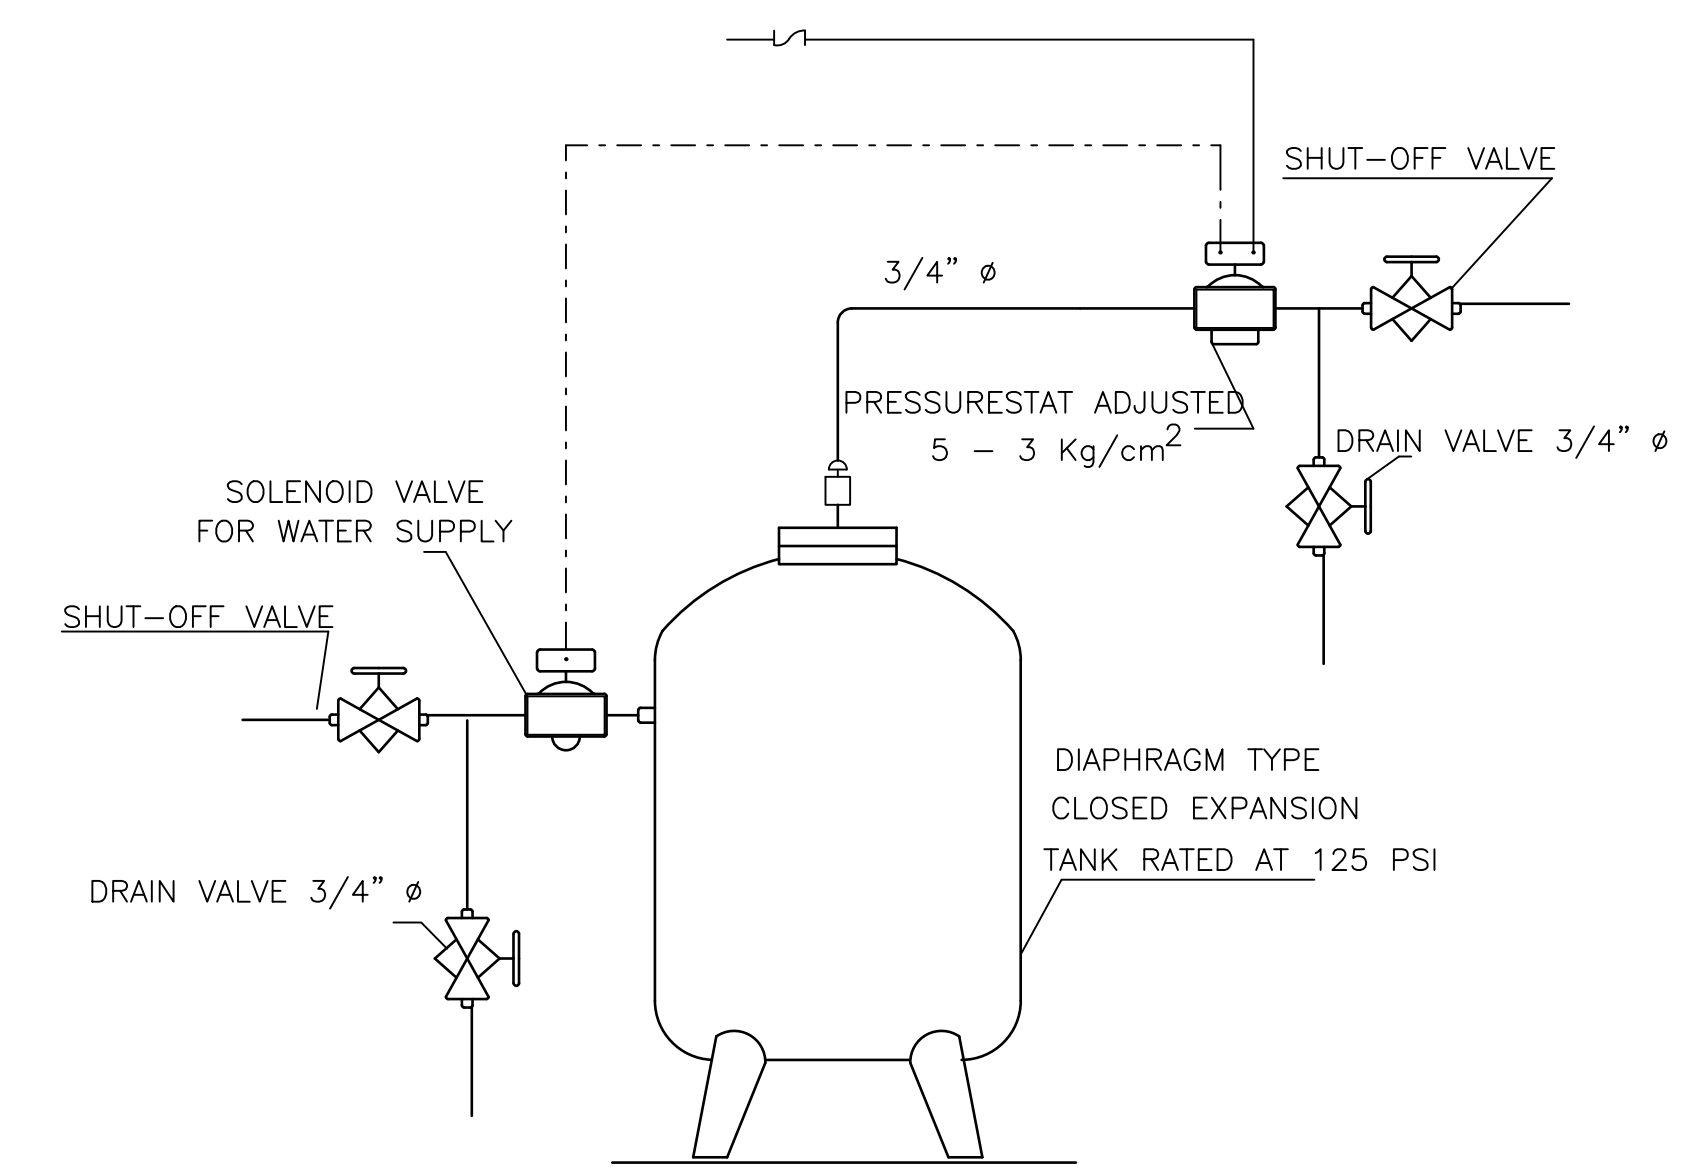 SHUT-OFF VALVE
3/4" ø
PRESSURESTAT ADJUSTED
5 - 3 Kg/cm²
DRAIN VALVE 3/4" ø
SOLENOID VALVE
FOR WATER SUPPLY
SHUT-OFF VALVE
DIAPHRAGM TYPE
CLOSED EXPANSION
TANK RATED AT 125 PSI
DRAIN VALVE 3/4" ø